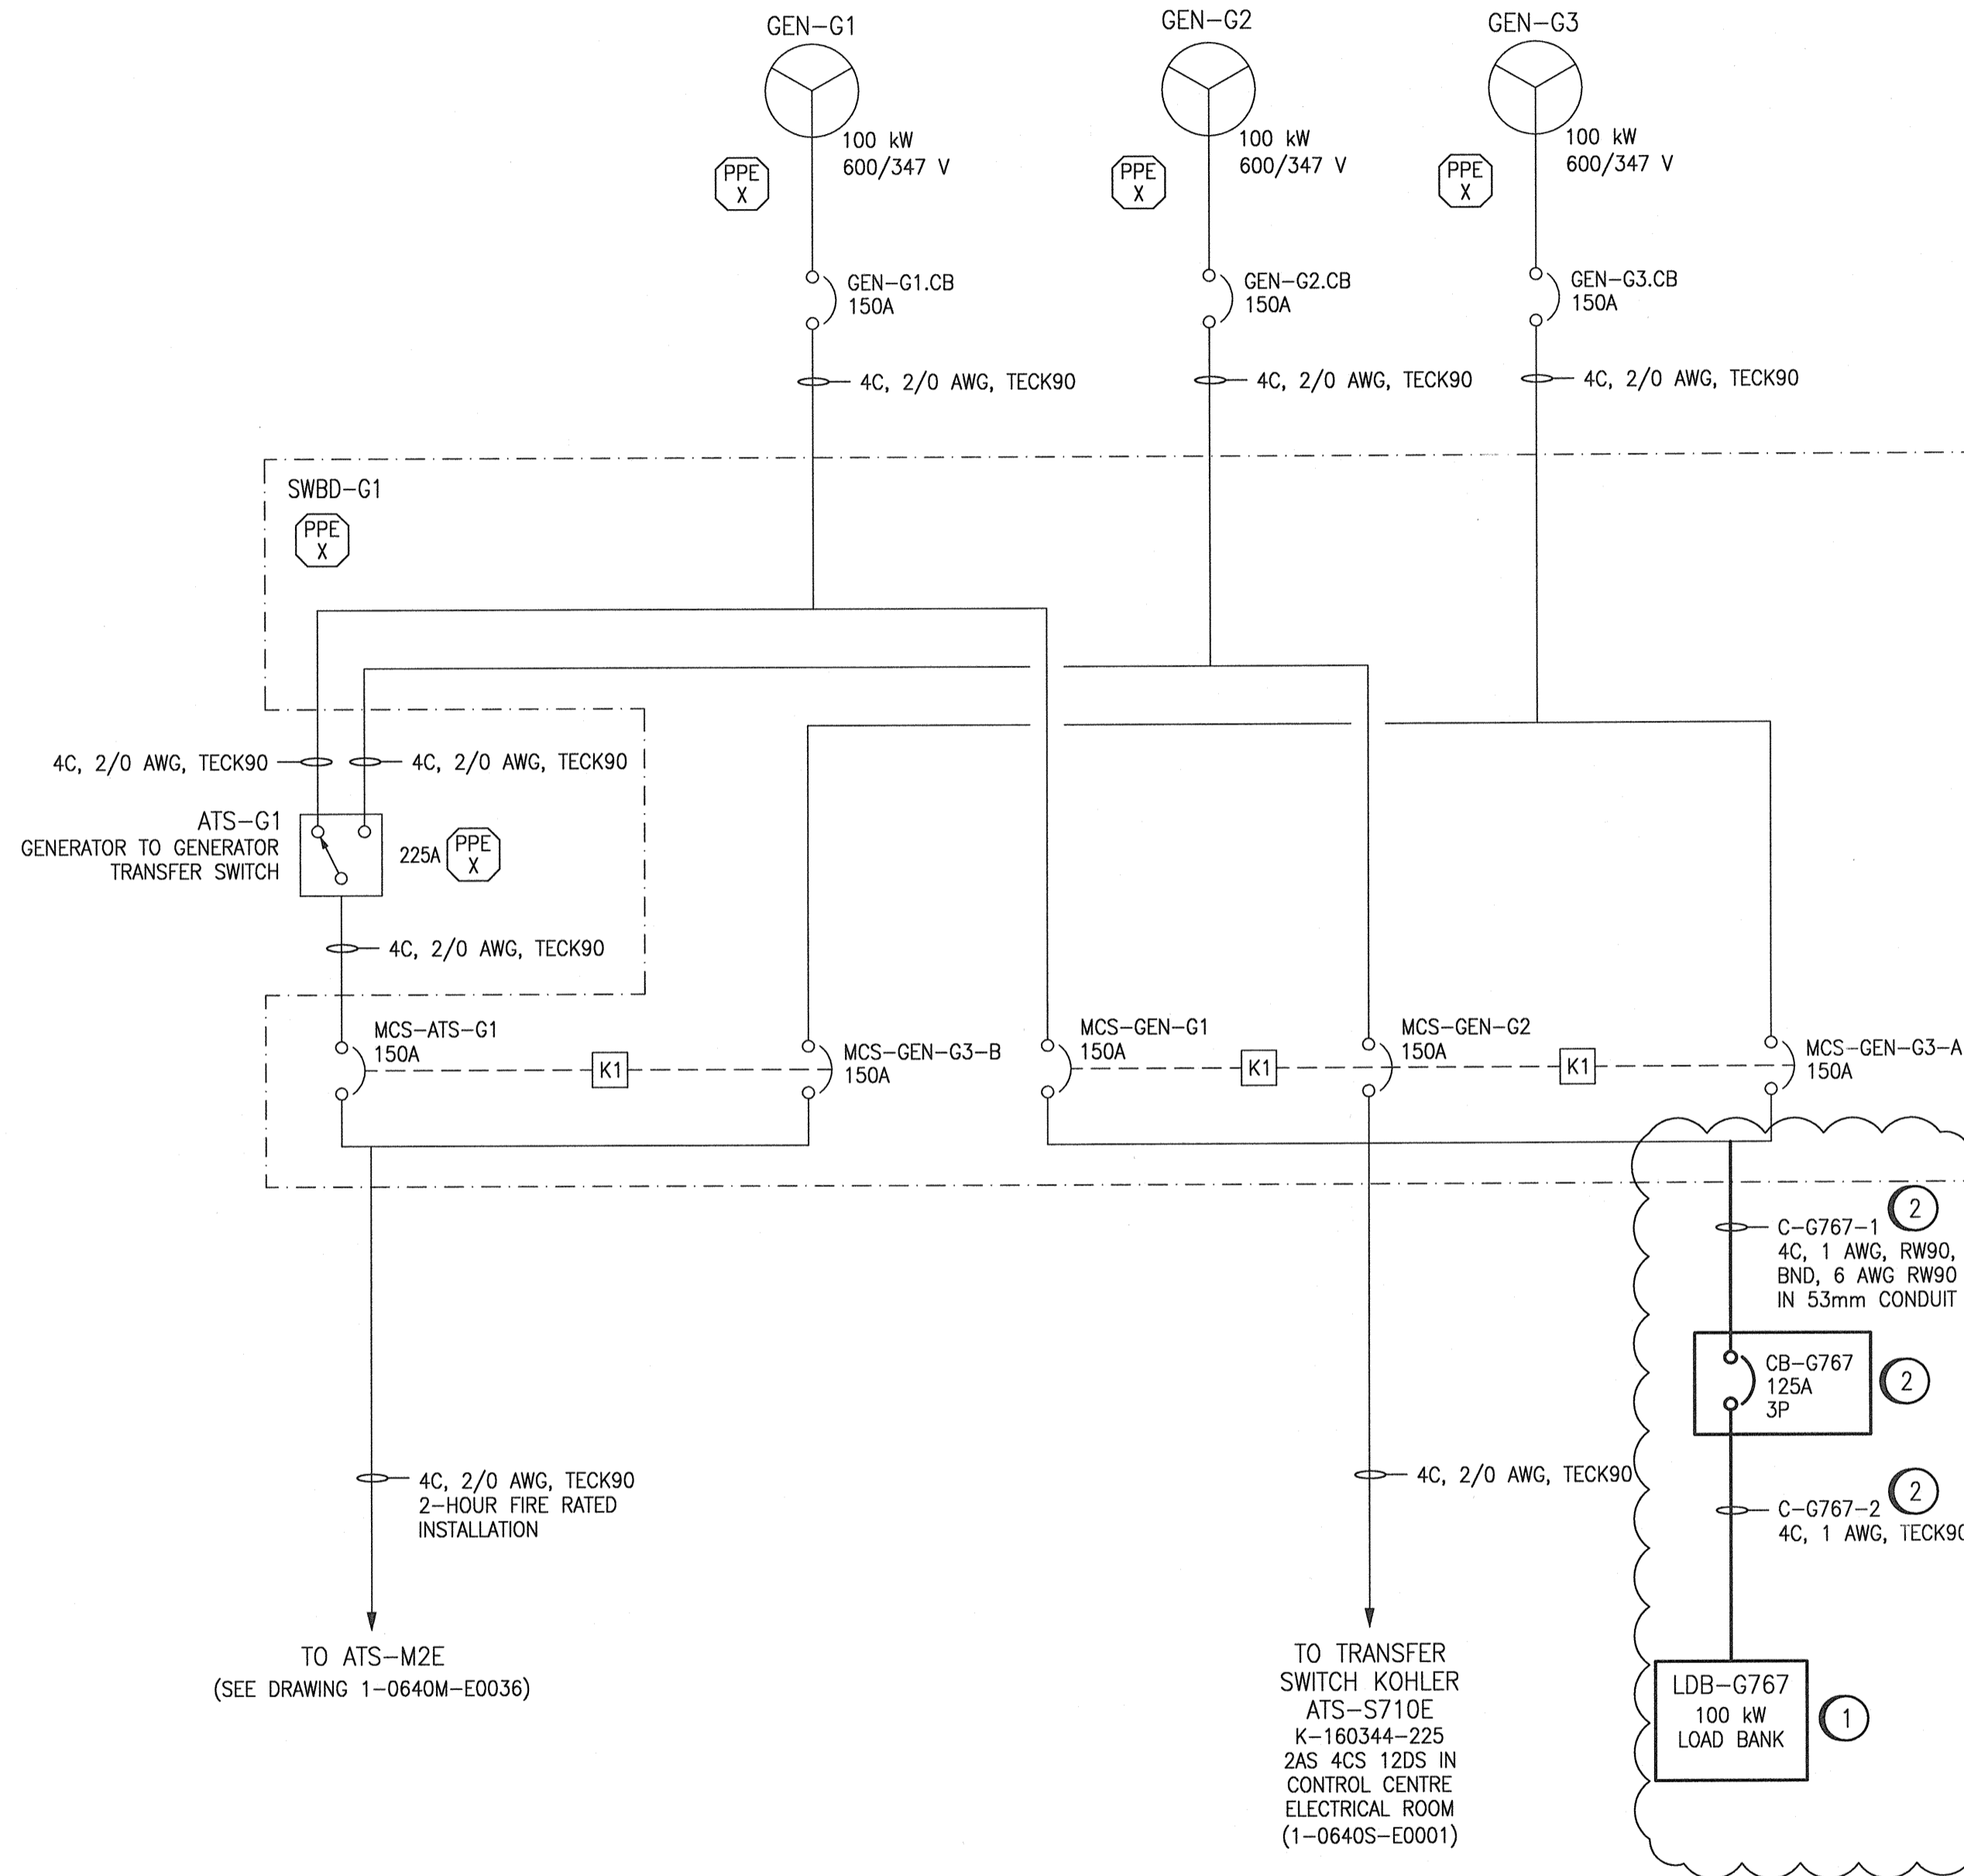 GEN-G1
GEN-G2
GEN-G3
100 kW
600/347 V
100 kW
600/347 V
100 kW
600/347 V
PPE
X
PPE
X
PPE
X
GEN-G1.CB
150A
GEN-G2.CB
150A
GEN-G3.CB
150A
4C, 2/0 AWG, TECK90
4C, 2/0 AWG, TECK90
4C, 2/0 AWG, TECK90
SWBD-G1
PPE
X
4C, 2/0 AWG, TECK90
4C, 2/0 AWG, TECK90
ATS-G1
GENERATOR TO GENERATOR
TRANSFER SWITCH
225A
PPE
X
4C, 2/0 AWG, TECK90
MCS-ATS-G1
150A
K1
MCS-GEN-G3-B
150A
MCS-GEN-G1
150A
K1
MCS-GEN-G2
150A
K1
MCS-GEN-G3-A
150A
C-G767-1
2
4C, 1 AWG, RW90,
BND, 6 AWG RW90
IN 53mm CONDUIT
CB-G767
125A
3P
2
4C, 2/0 AWG, TECK90
2-HOUR FIRE RATED
INSTALLATION
4C, 2/0 AWG, TECK90
C-G767-2
2
4C, 1 AWG, TECK90
TO ATS-M2E
(SEE DRAWING 1-0640M-E0036)
TO TRANSFER
SWITCH KOHLER
ATS-S710E
K-160344-225
2AS 4CS 12DS IN
CONTROL CENTRE
ELECTRICAL ROOM
(1-0640S-E0001)
LDB-G767
100 kW
LOAD BANK
1